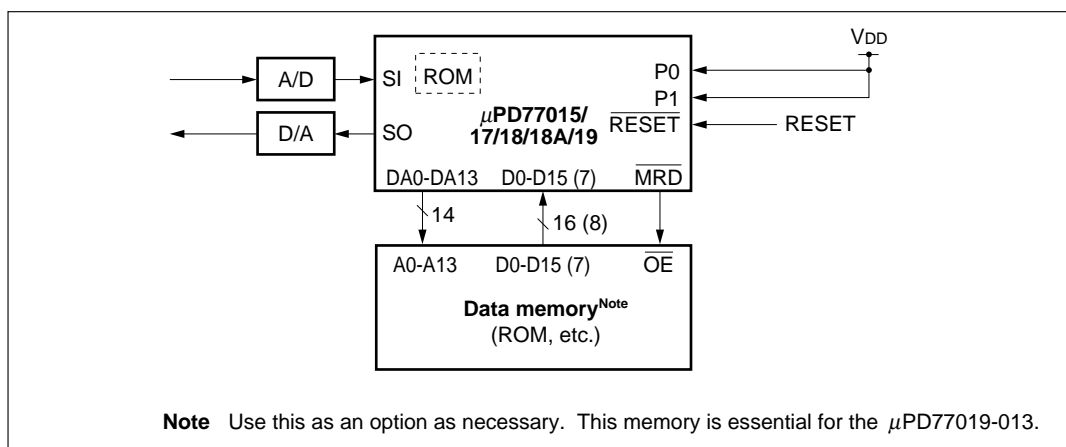 VDD
A/D
SI
ROM
P0
P1
µPD77015/
17/18/18A/19
RESET
RESET
D/A
SO
DA0-DA13 D0-D15 (7) MRD
14
16 (8)
A0-A13 D0-D15 (7) OE
Data memoryNote
(ROM, etc.)
Note Use this as an option as necessary. This memory is essential for the µPD77019-013.